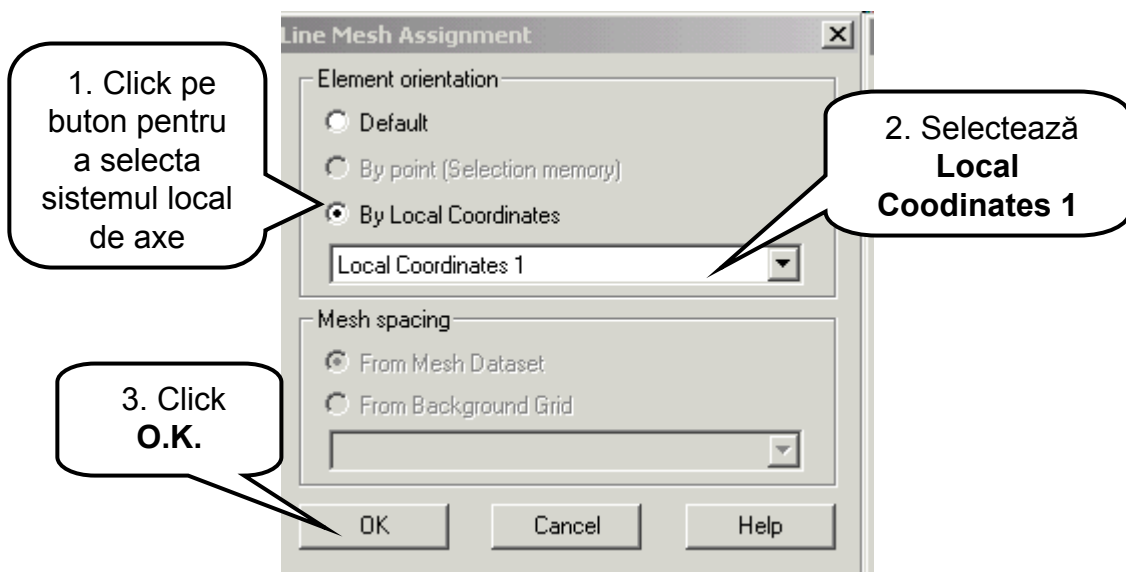 Line Mesh Assignment
1. Click pe
buton pentru
a selecta
sistemul local
de axe
Element orientation
Default
By point (Selection memory)
By Local Coordinates
Local Coordinates 1
2. Selectează
Local
Coodinates 1
Mesh spacing
From Mesh Dataset
From Background Grid
3. Click
O.K.
OK
Cancel
Help